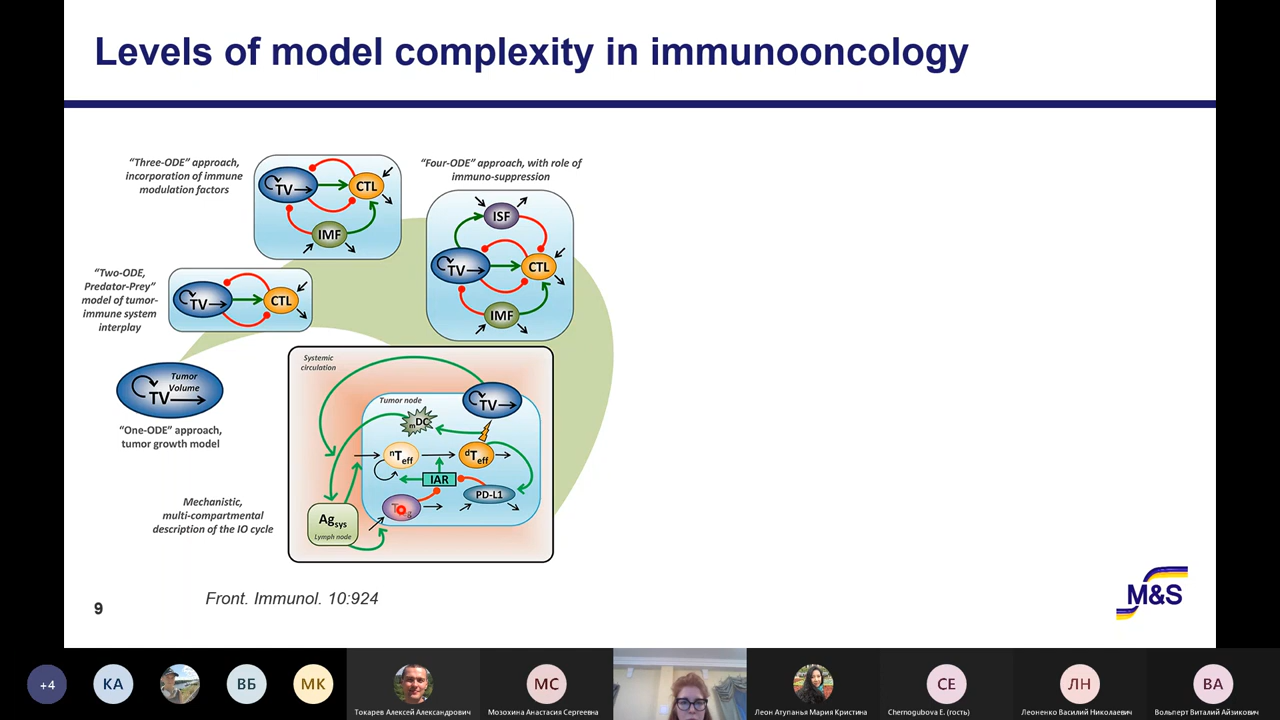 Levels of model complexity in immunooncology
“Three-ODE” approach,
incorporation of immune
modulation factors
TV
CTL
IMF
“Four-ODE” approach, with role of
immuno-suppression
ISF
TV
CTL
IMF
“Two-ODE,
Predator-Prey”
model of tumor-
immune system
interplay
TV
CTL
Tumor
Volume
TV
“One-ODE” approach,
tumor growth model
Mechanistic,
multi-compartmental
description of the IO cycle
Systemic
circulation
Tumor node
TV
mDC
nTeff
dTeff
IAR
PD-L1
Agsys
Lymph node
Front. Immunol. 10:924
9
M&S
+4
КА
ВБ
МК
Токарев Алексей Александрович
МС
Мозохина Анастасия Сергеевна
Леон Атупанья Мария Кристина
CE
Chernogubova E. (гость)
ЛН
Леоненко Василий Николаевич
ВА
Вольперт Виталий Айзикович